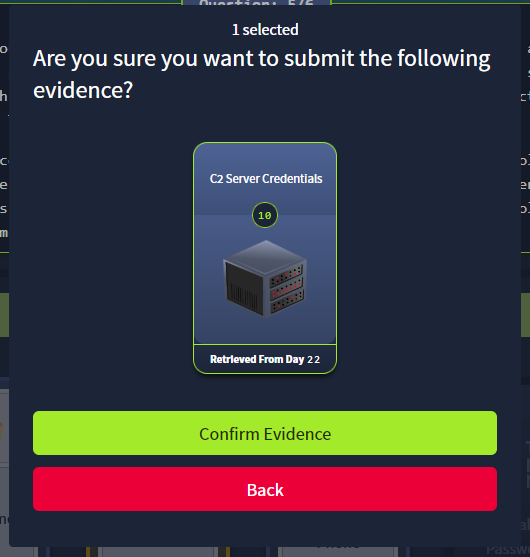 Question: 5/6
1 selected
Are you sure you want to submit the following
evidence?
C2 Server Credentials
10
Retrieved From Day 22
Confirm Evidence
Back